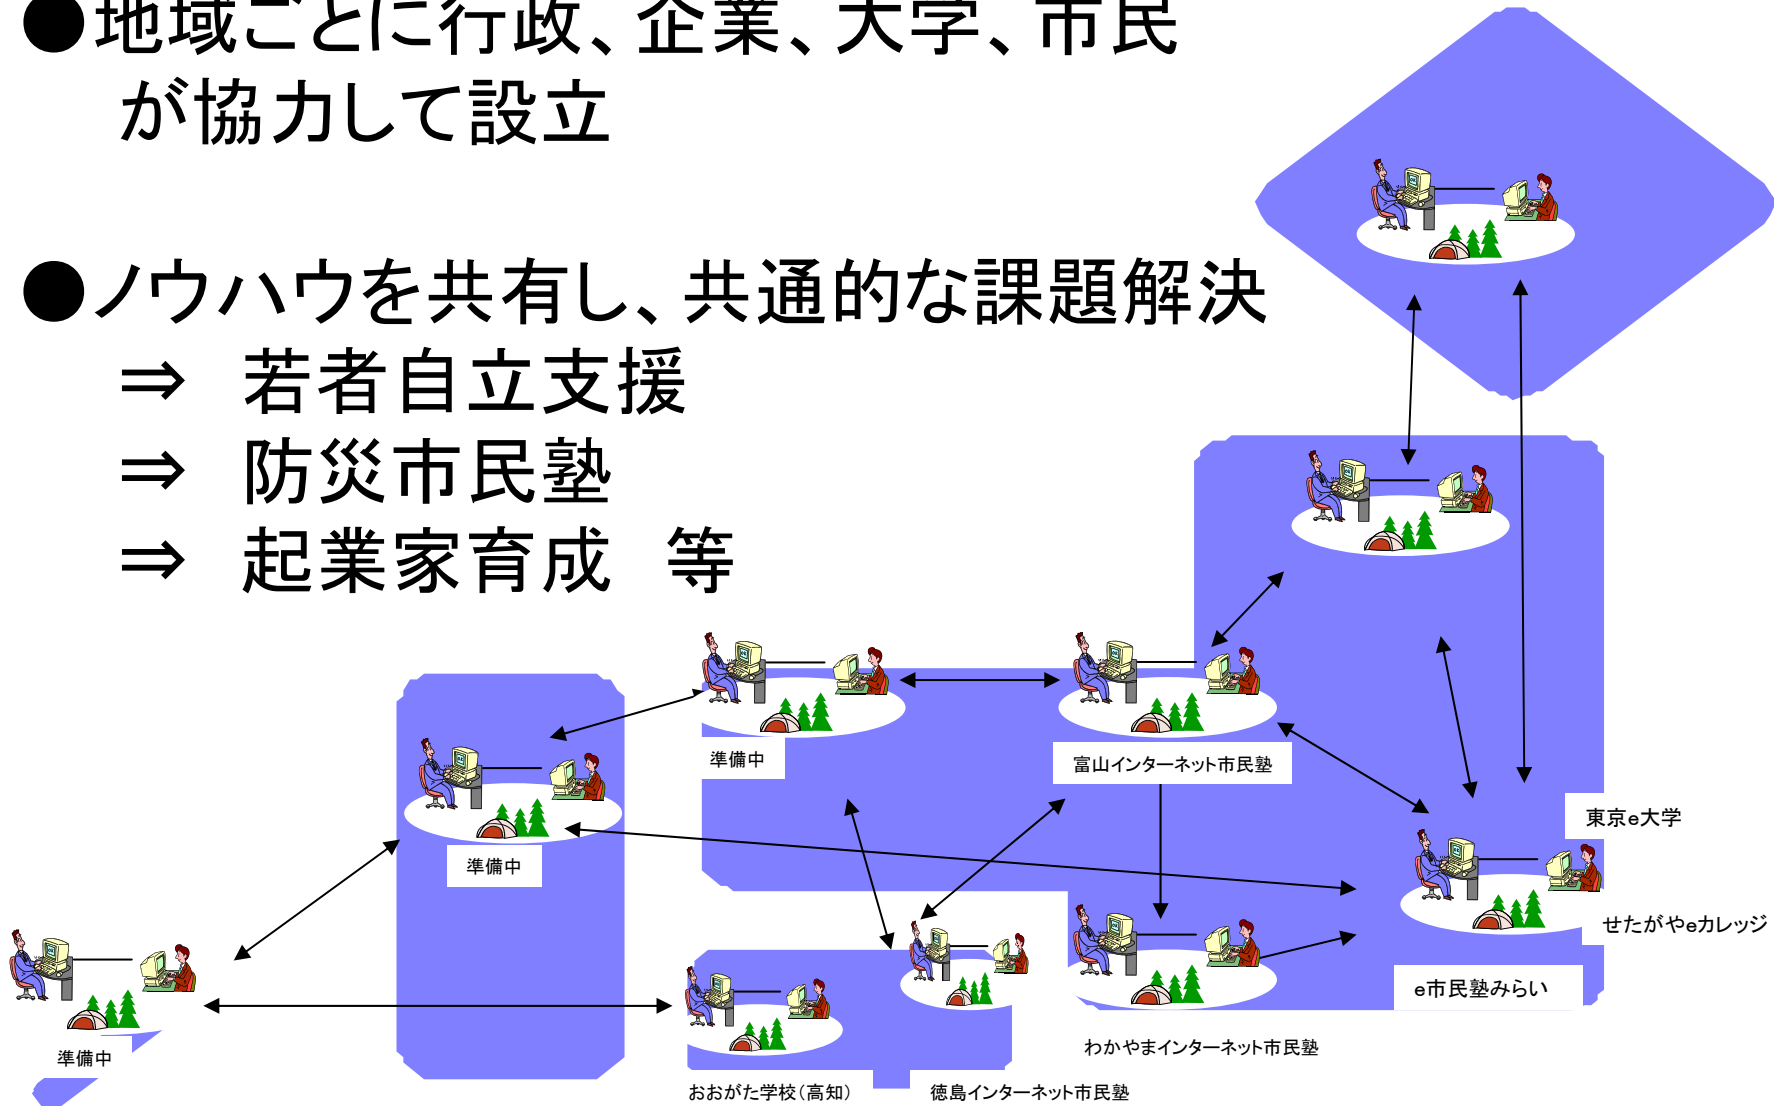 ●地域ごとに行政、企業、大学、市民
が協力して設立
●ノウハウを共有し、共通的な課題解決
⇒ 若者自立支援
⇒ 防災市民塾
⇒ 起業家育成 等
準備中
富山インターネット市民塾
東京e大学
準備中
せたがやeカレッジ
e市民塾みらい
準備中
わかやまインターネット市民塾
おおがた学校(高知)
徳島インターネット市民塾